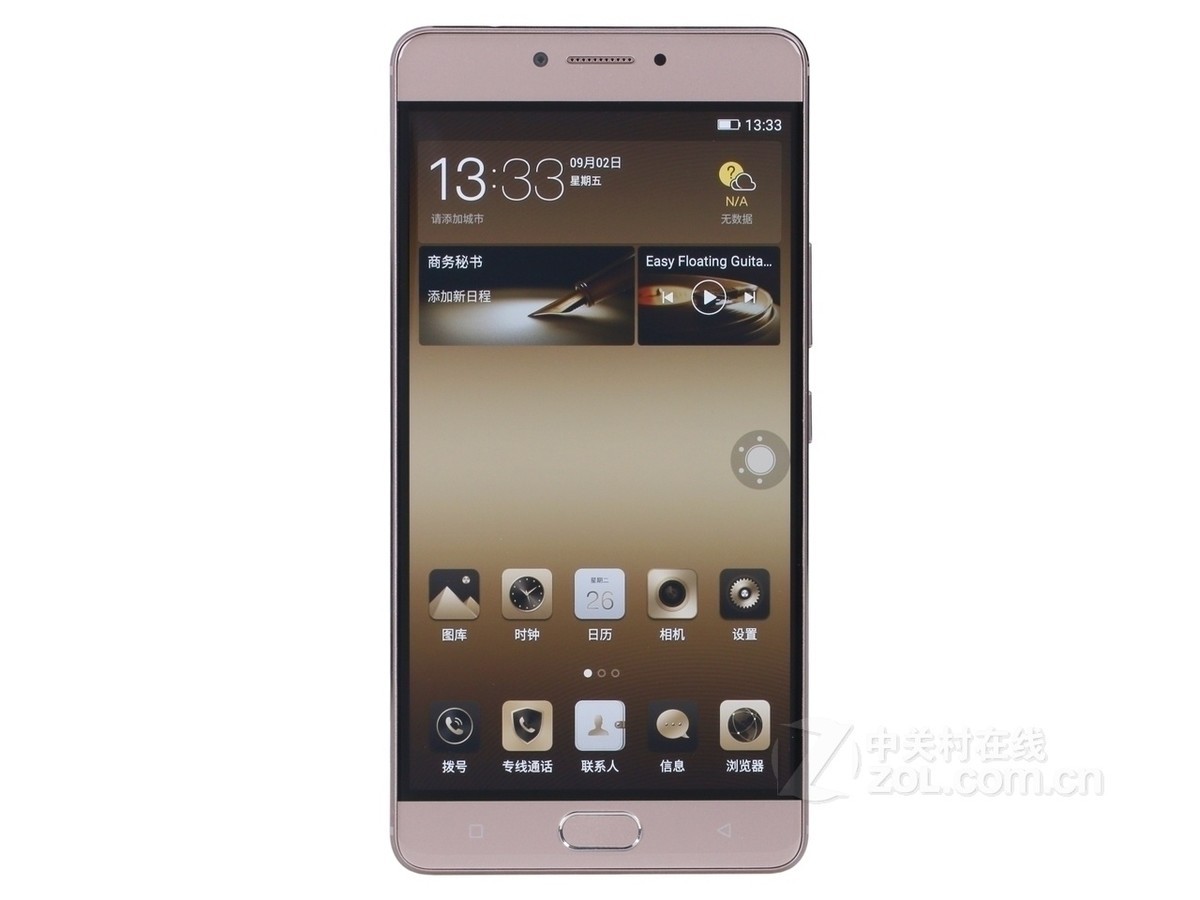 13:33
13:33
09月02日
星期五
请添加城市
N/A
无数据
商务秘书
添加新日程
Easy Floating Guita...
星期二
26
图库
时钟
日历
相机
设置
拨号
专线通话
联系人
信息
浏览器
中关村在线
ZOL.com.cn